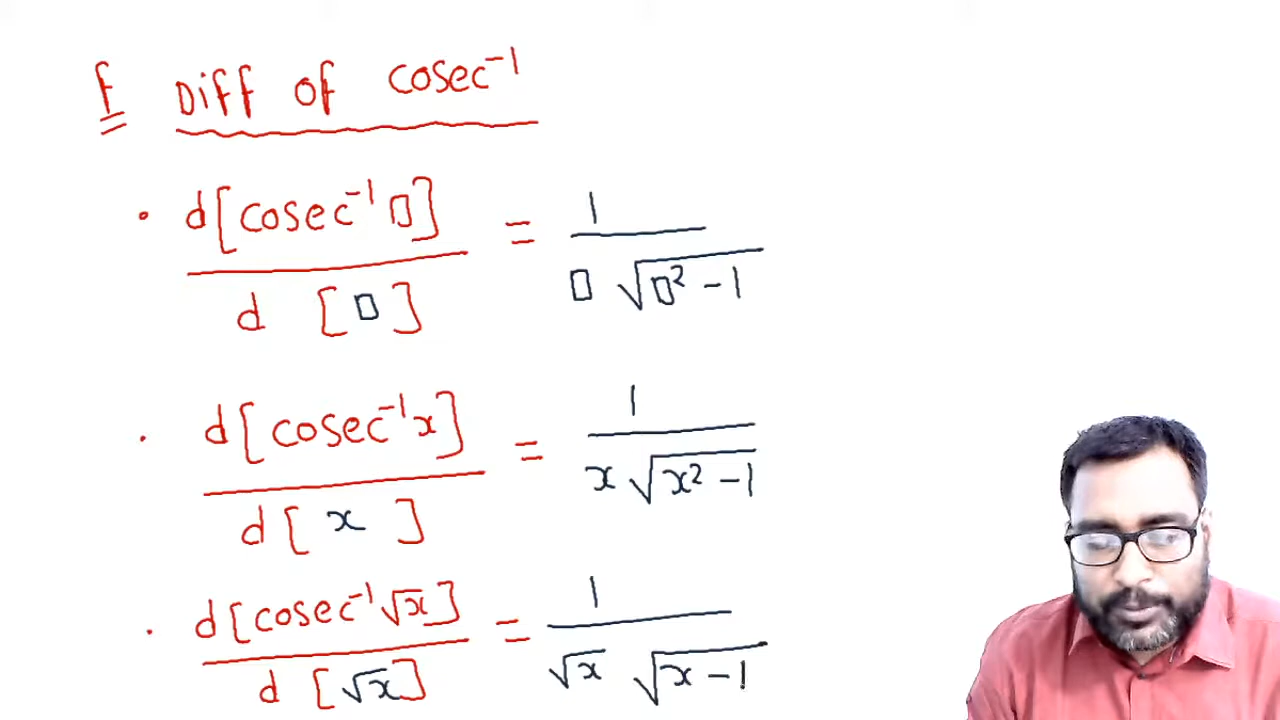 F Diff of cosec⁻¹
• d[cosec⁻¹ □] / d [□] = 1 / □ √(□² - 1)
• d[cosec⁻¹ x] / d[x] = 1 / x √(x² - 1)
• d[cosec⁻¹ √x] / d [√x] = 1 / √x √(x - 1)